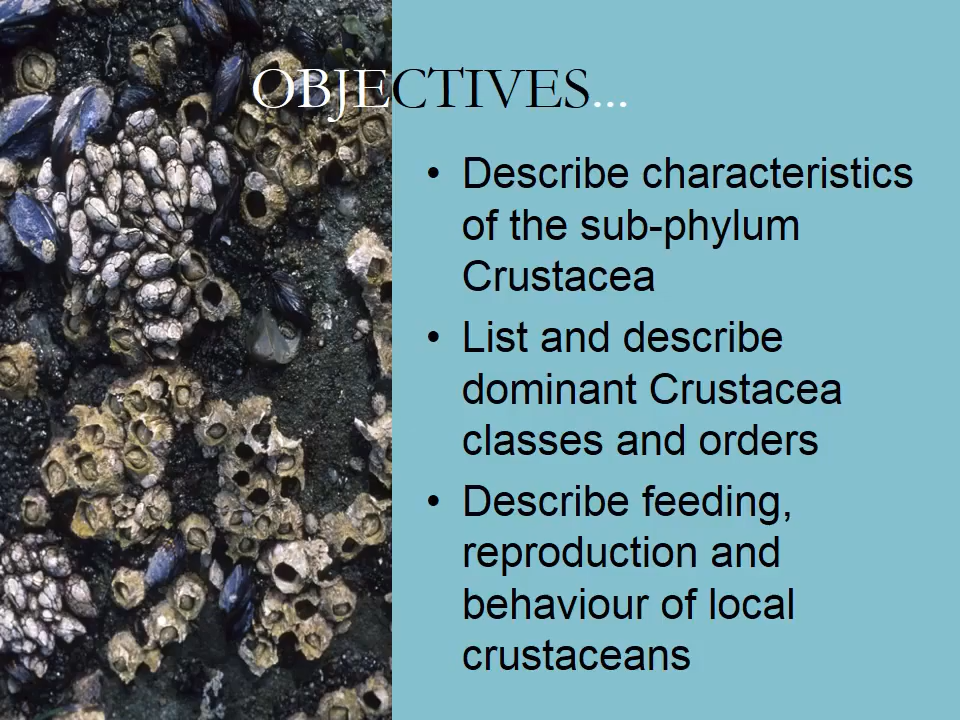 OBJECTIVES...
• Describe characteristics
of the sub-phylum
Crustacea
• List and describe
dominant Crustacea
classes and orders
• Describe feeding,
reproduction and
behaviour of local
crustaceans